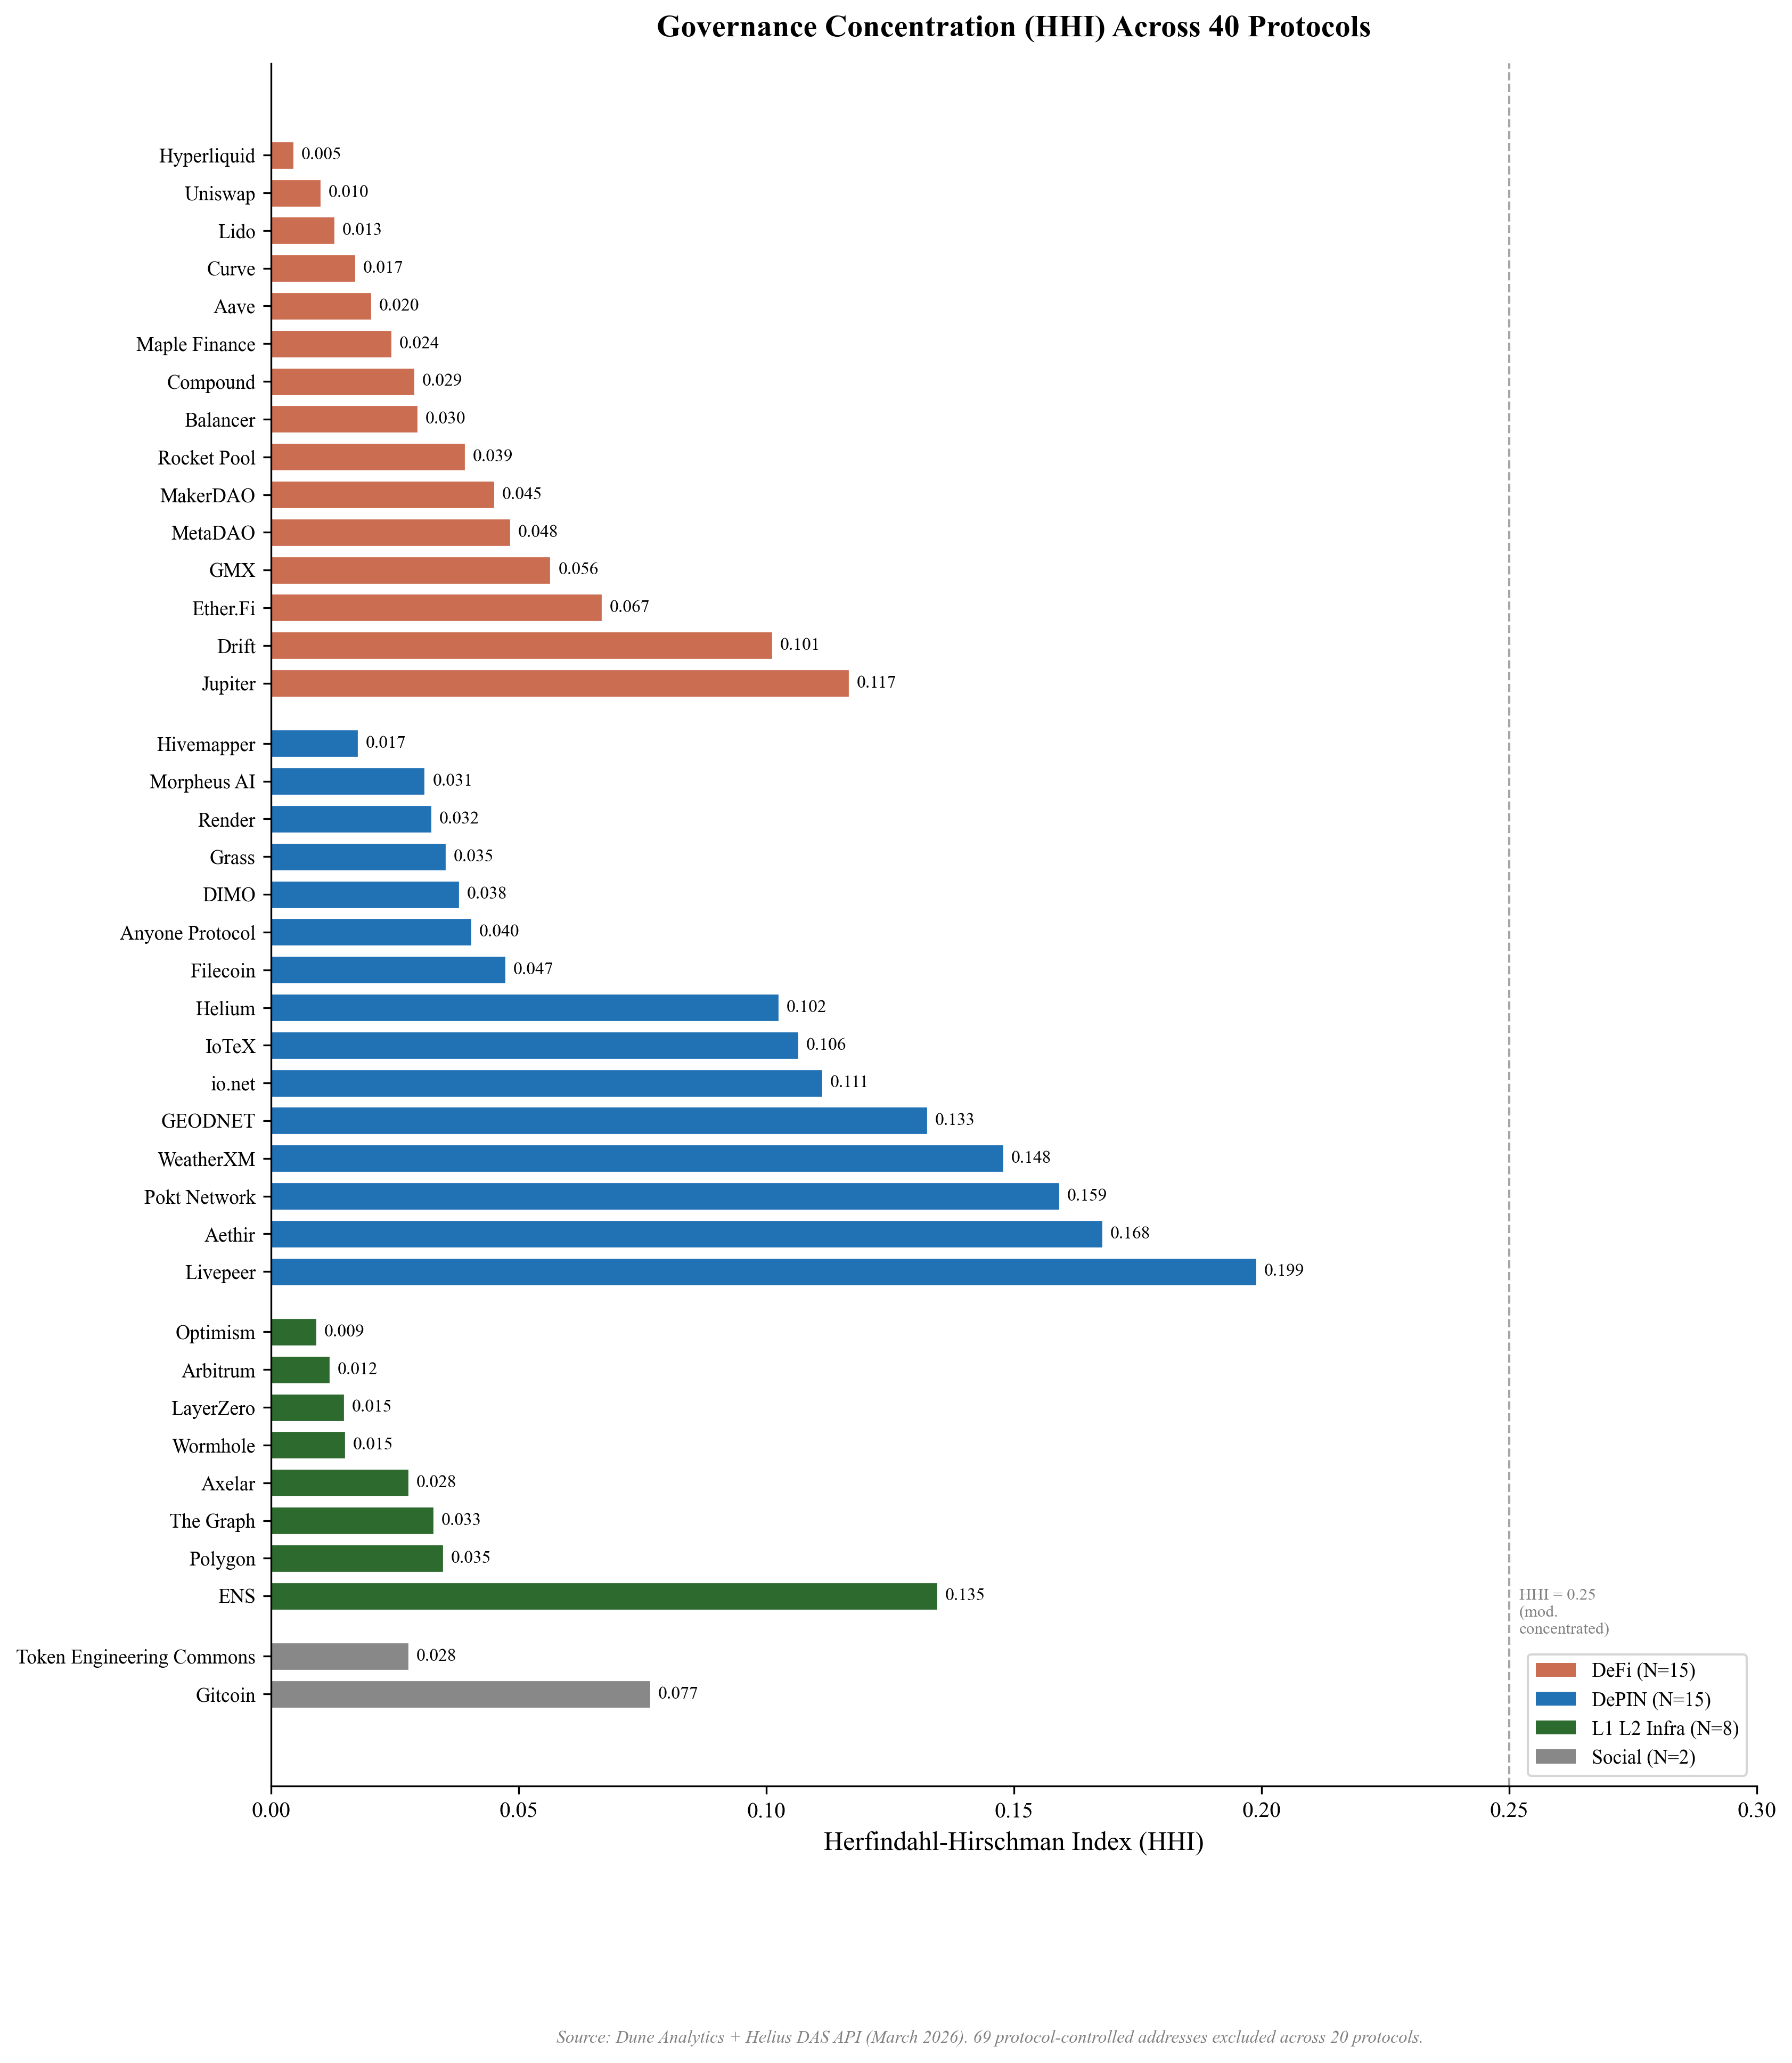 Governance Concentration (HHI) Across 40 Protocols
Hyperliquid 0.005
Uniswap 0.010
Lido 0.013
Curve 0.017
Aave 0.020
Maple Finance 0.024
Compound 0.029
Balancer 0.030
Rocket Pool 0.039
MakerDAO 0.045
MetaDAO 0.048
GMX 0.056
Ether.Fi 0.067
Drift 0.101
Jupiter 0.117
Hivemapper 0.017
Morpheus AI 0.031
Render 0.032
Grass 0.035
DIMO 0.038
Anyone Protocol 0.040
Filecoin 0.047
Helium 0.102
IoTeX 0.106
io.net 0.111
GEODNET 0.133
WeatherXM 0.148
Pokt Network 0.159
Aethir 0.168
Livepeer 0.199
Optimism 0.009
Arbitrum 0.012
LayerZero 0.015
Wormhole 0.015
Axelar 0.028
The Graph 0.033
Polygon 0.035
ENS 0.135
HHI = 0.25
(mod.
concentrated)
Token Engineering Commons 0.028
Gitcoin 0.077
DeFi (N=15)
DePIN (N=15)
L1 L2 Infra (N=8)
Social (N=2)
0.00 0.05 0.10 0.15 0.20 0.25 0.30
Herfindahl-Hirschman Index (HHI)
Source: Dune Analytics + Helius DAS API (March 2026). 69 protocol-controlled addresses excluded across 20 protocols.